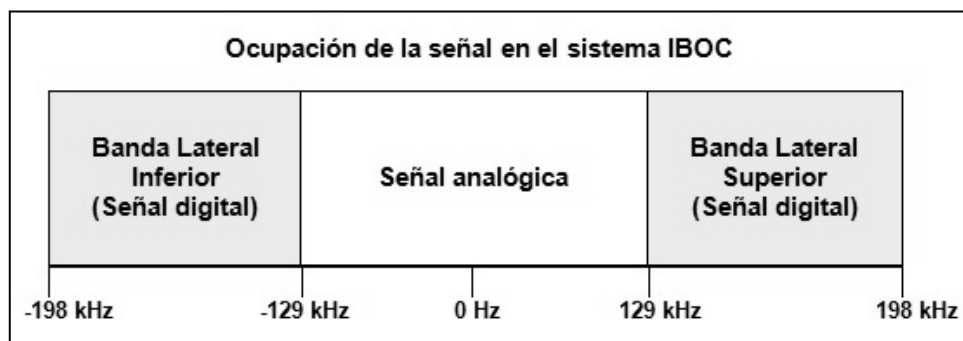 Ocupación de la señal en el sistema IBOC
Banda Lateral
Inferior
(Señal digital)
Señal analógica
Banda Lateral
Superior
(Señal digital)
-198 kHz
-129 kHz
0 Hz
129 kHz
198 kHz